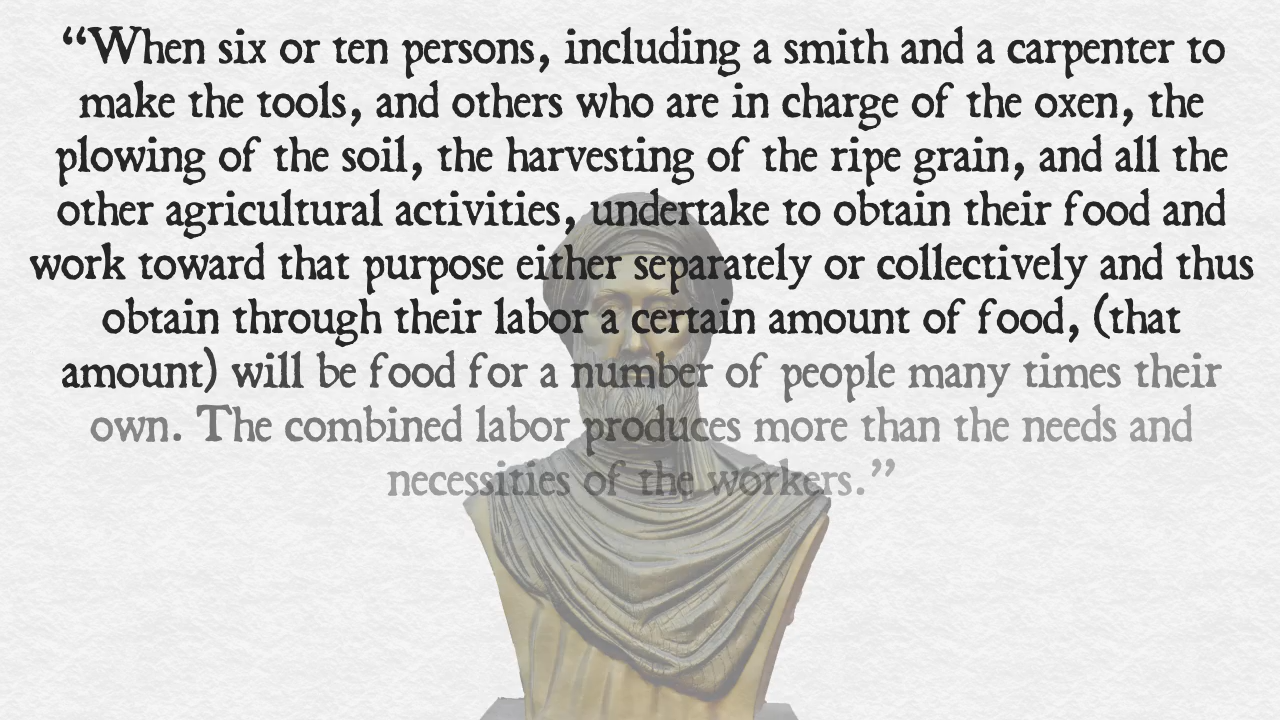 “When six or ten persons, including a smith and a carpenter to
make the tools, and others who are in charge of the oxen, the
plowing of the soil, the harvesting of the ripe grain, and all the
other agricultural activities, undertake to obtain their food and
work toward that purpose either separately or collectively and thus
obtain through their labor a certain amount of food, (that
amount) will be food for a number of people many times their
own. The combined labor produces more than the needs and
necessities of the workers.”